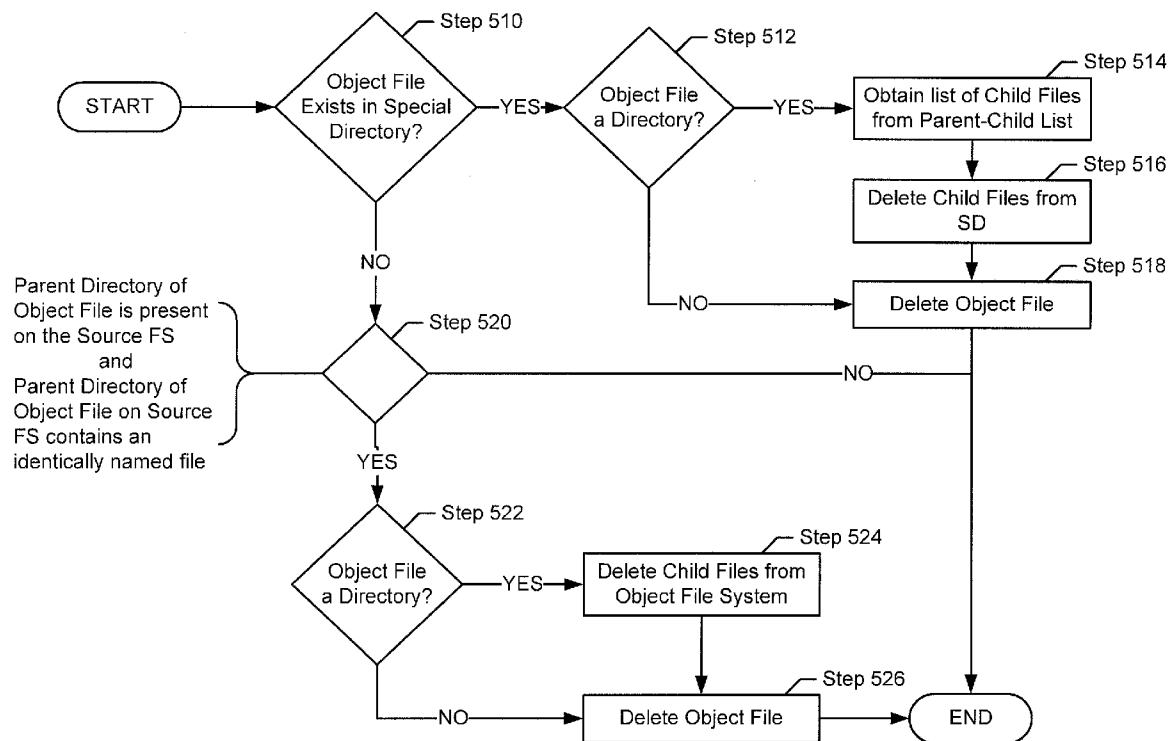 Step 510
Step 512
Step 514
START
Object File
Exists in Special
Directory?
YES
Object File
a Directory?
YES
Obtain list of Child Files
from Parent-Child List
Step 516
Delete Child Files from
SD
Step 518
NO
NO
Delete Object File
Parent Directory of
Object File is present
on the Source FS
and
Parent Directory of
Object File on Source
FS contains an
identically named file
Step 520
NO
YES
Step 522
Object File
a Directory?
YES
Step 524
Delete Child Files from
Object File System
Step 526
NO
Delete Object File
END